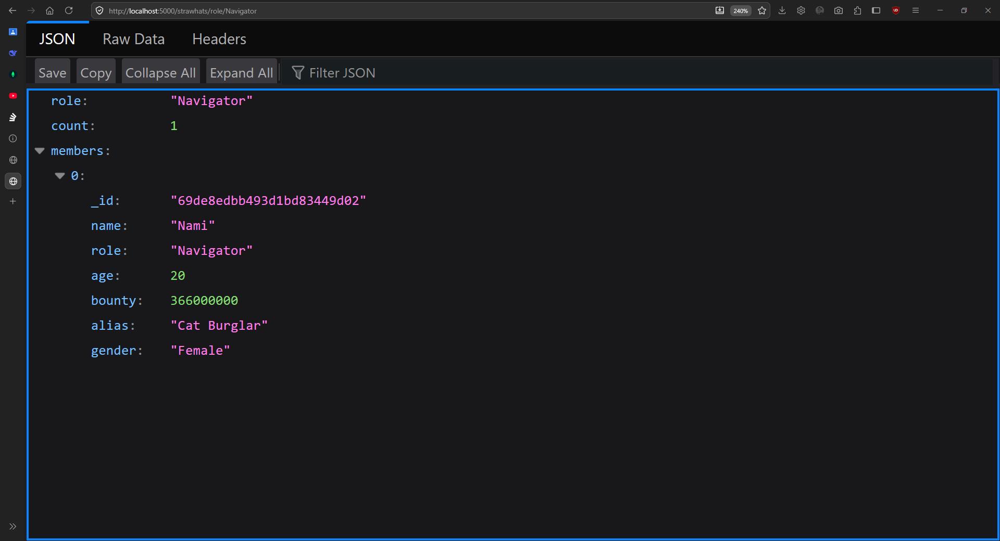 http://localhost:5000/strawhats/role/Navigator
240%
JSON Raw Data Headers
Save Copy Collapse All Expand All Filter JSON
role: "Navigator"
count: 1
members:
0:
_id: "69de8edbb493d1bd83449d02"
name: "Nami"
role: "Navigator"
age: 20
bounty: 366000000
alias: "Cat Burglar"
gender: "Female"